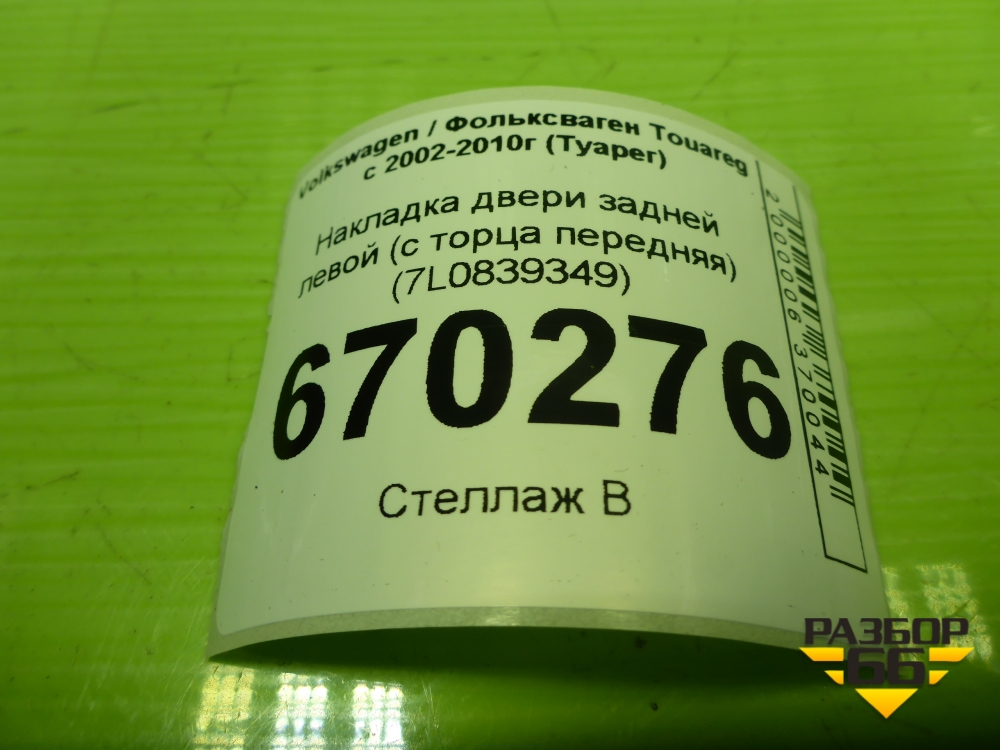 Volkswagen / Фольксваген Touareg
с 2002-2010г (Туарег)
Накладка двери задней
левой (с торца передняя)
(7L0839349)
670276
Стеллаж В
2000006370044
РАЗБОР
66